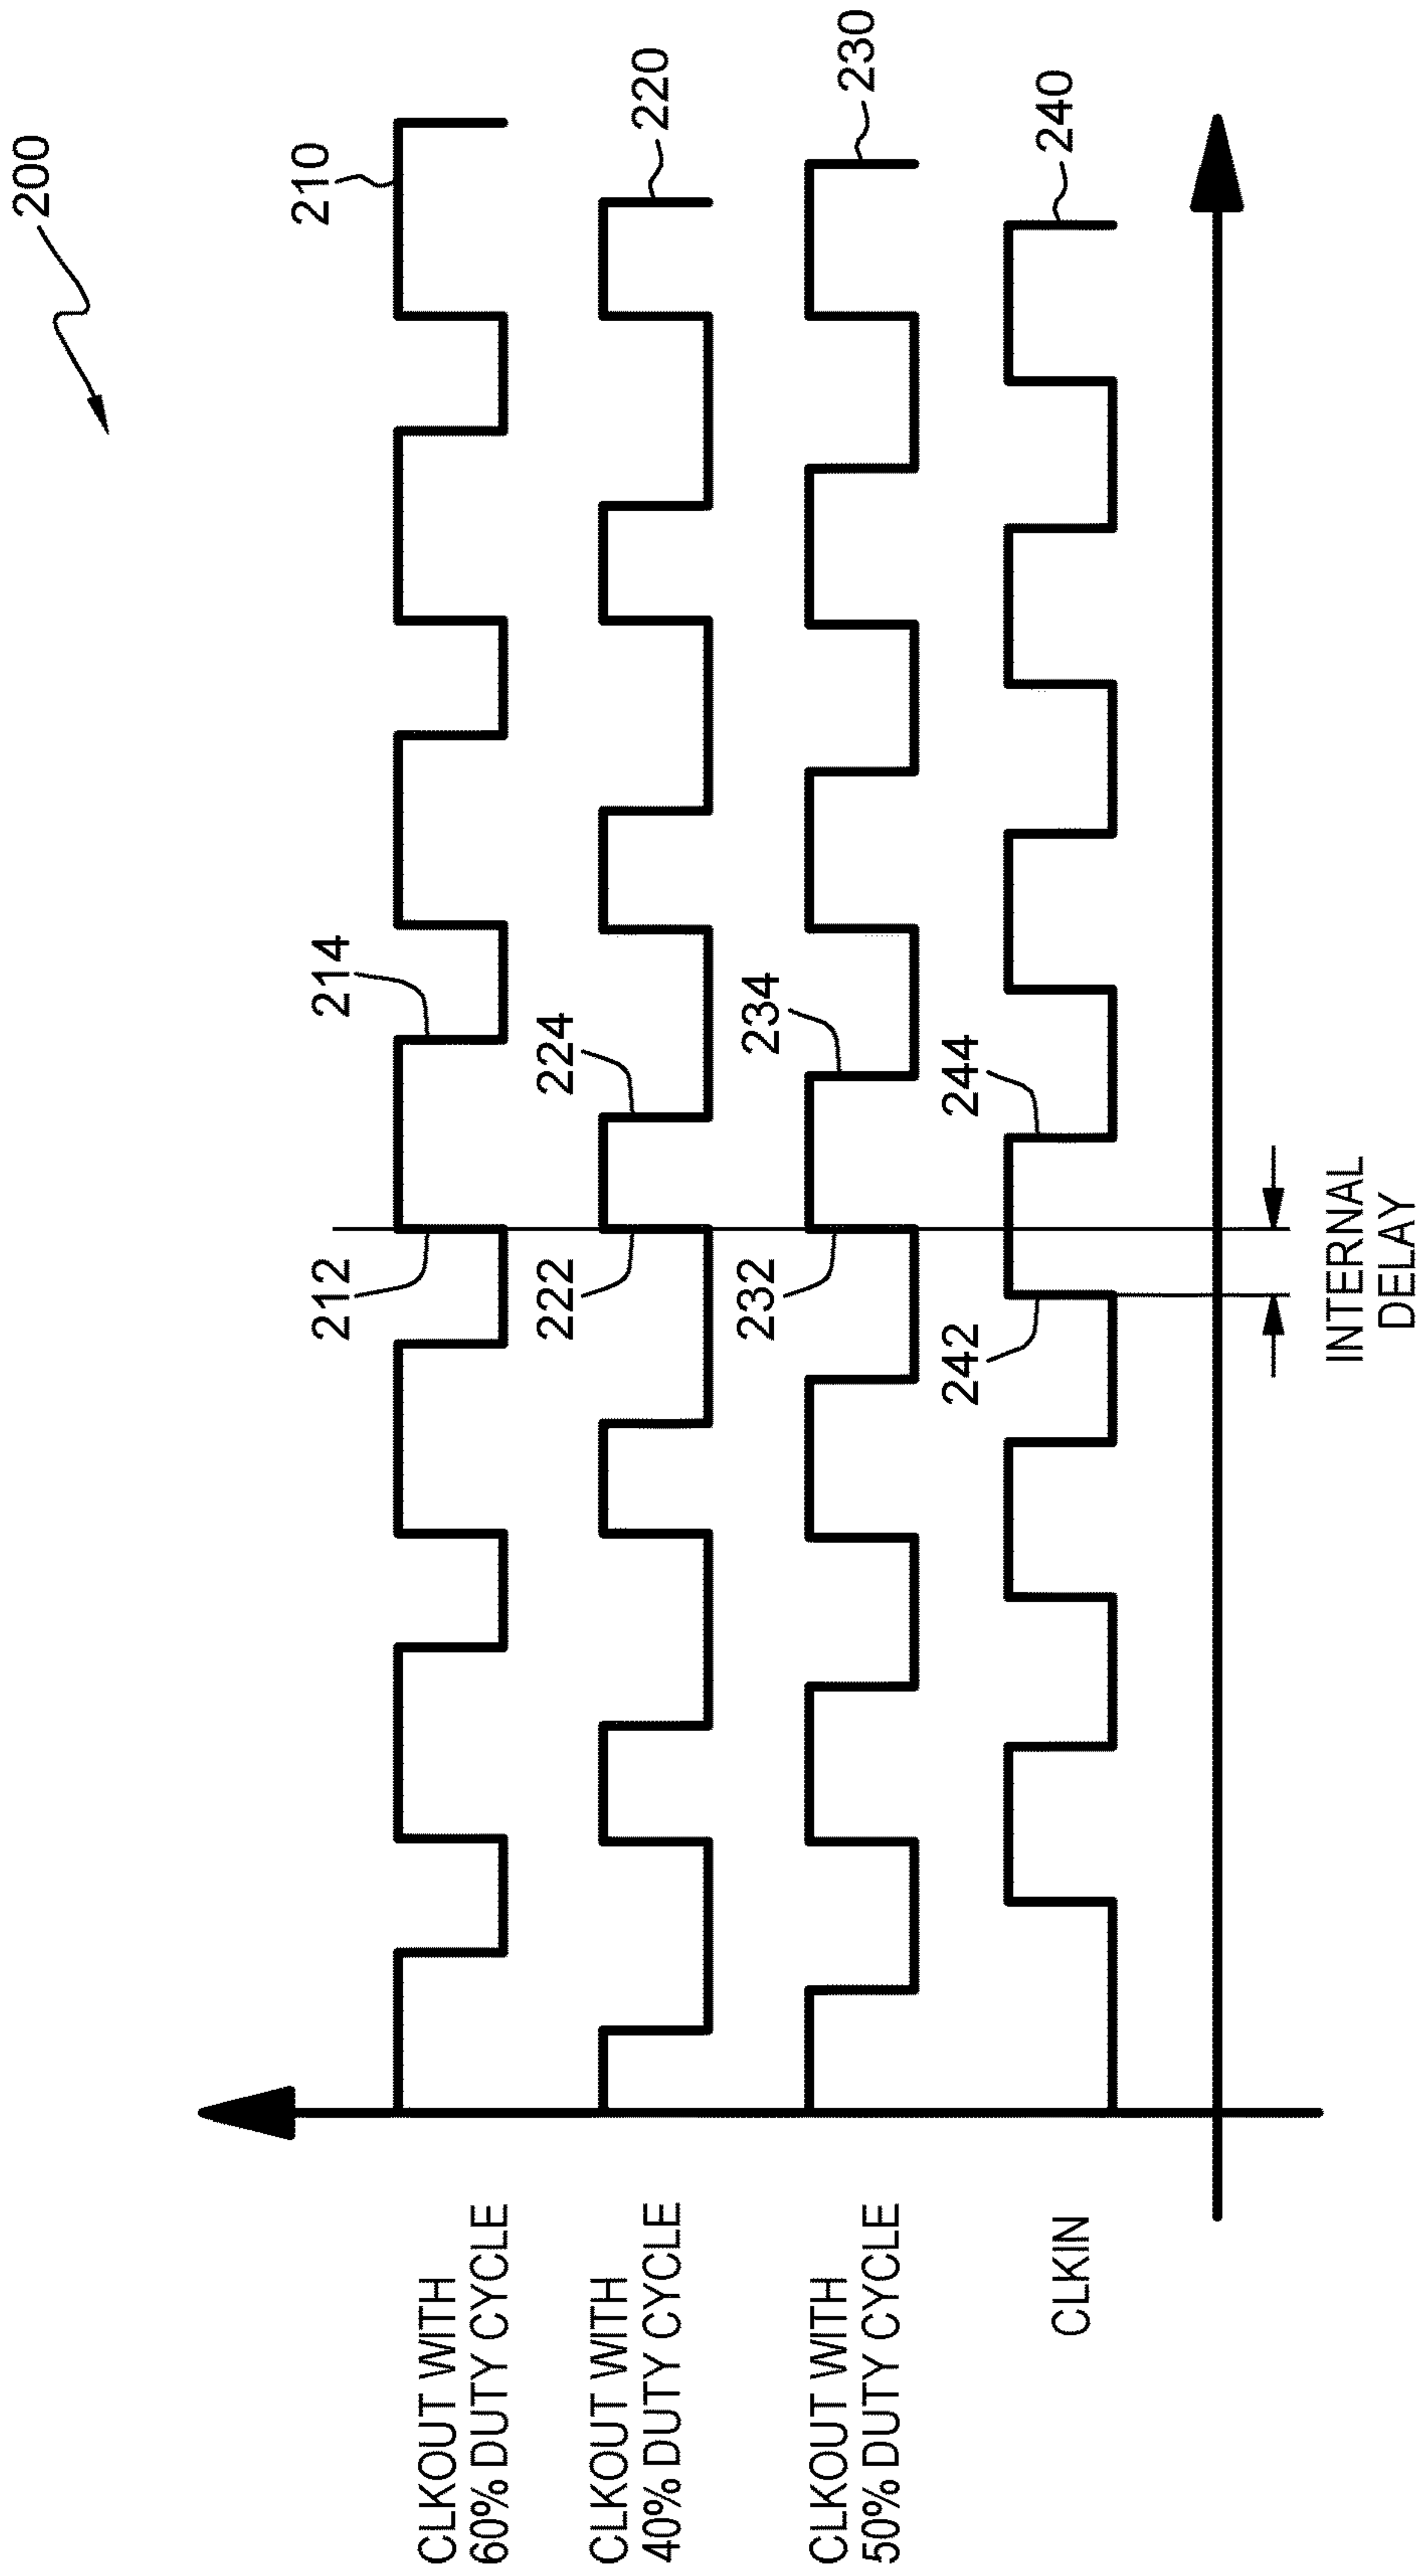 200
210
220
230
240
212
214
222
224
232
234
242
244
CLKOUT WITH
60% DUTY CYCLE
CLKOUT WITH
40% DUTY CYCLE
CLKOUT WITH
50% DUTY CYCLE
CLKIN
INTERNAL
DELAY